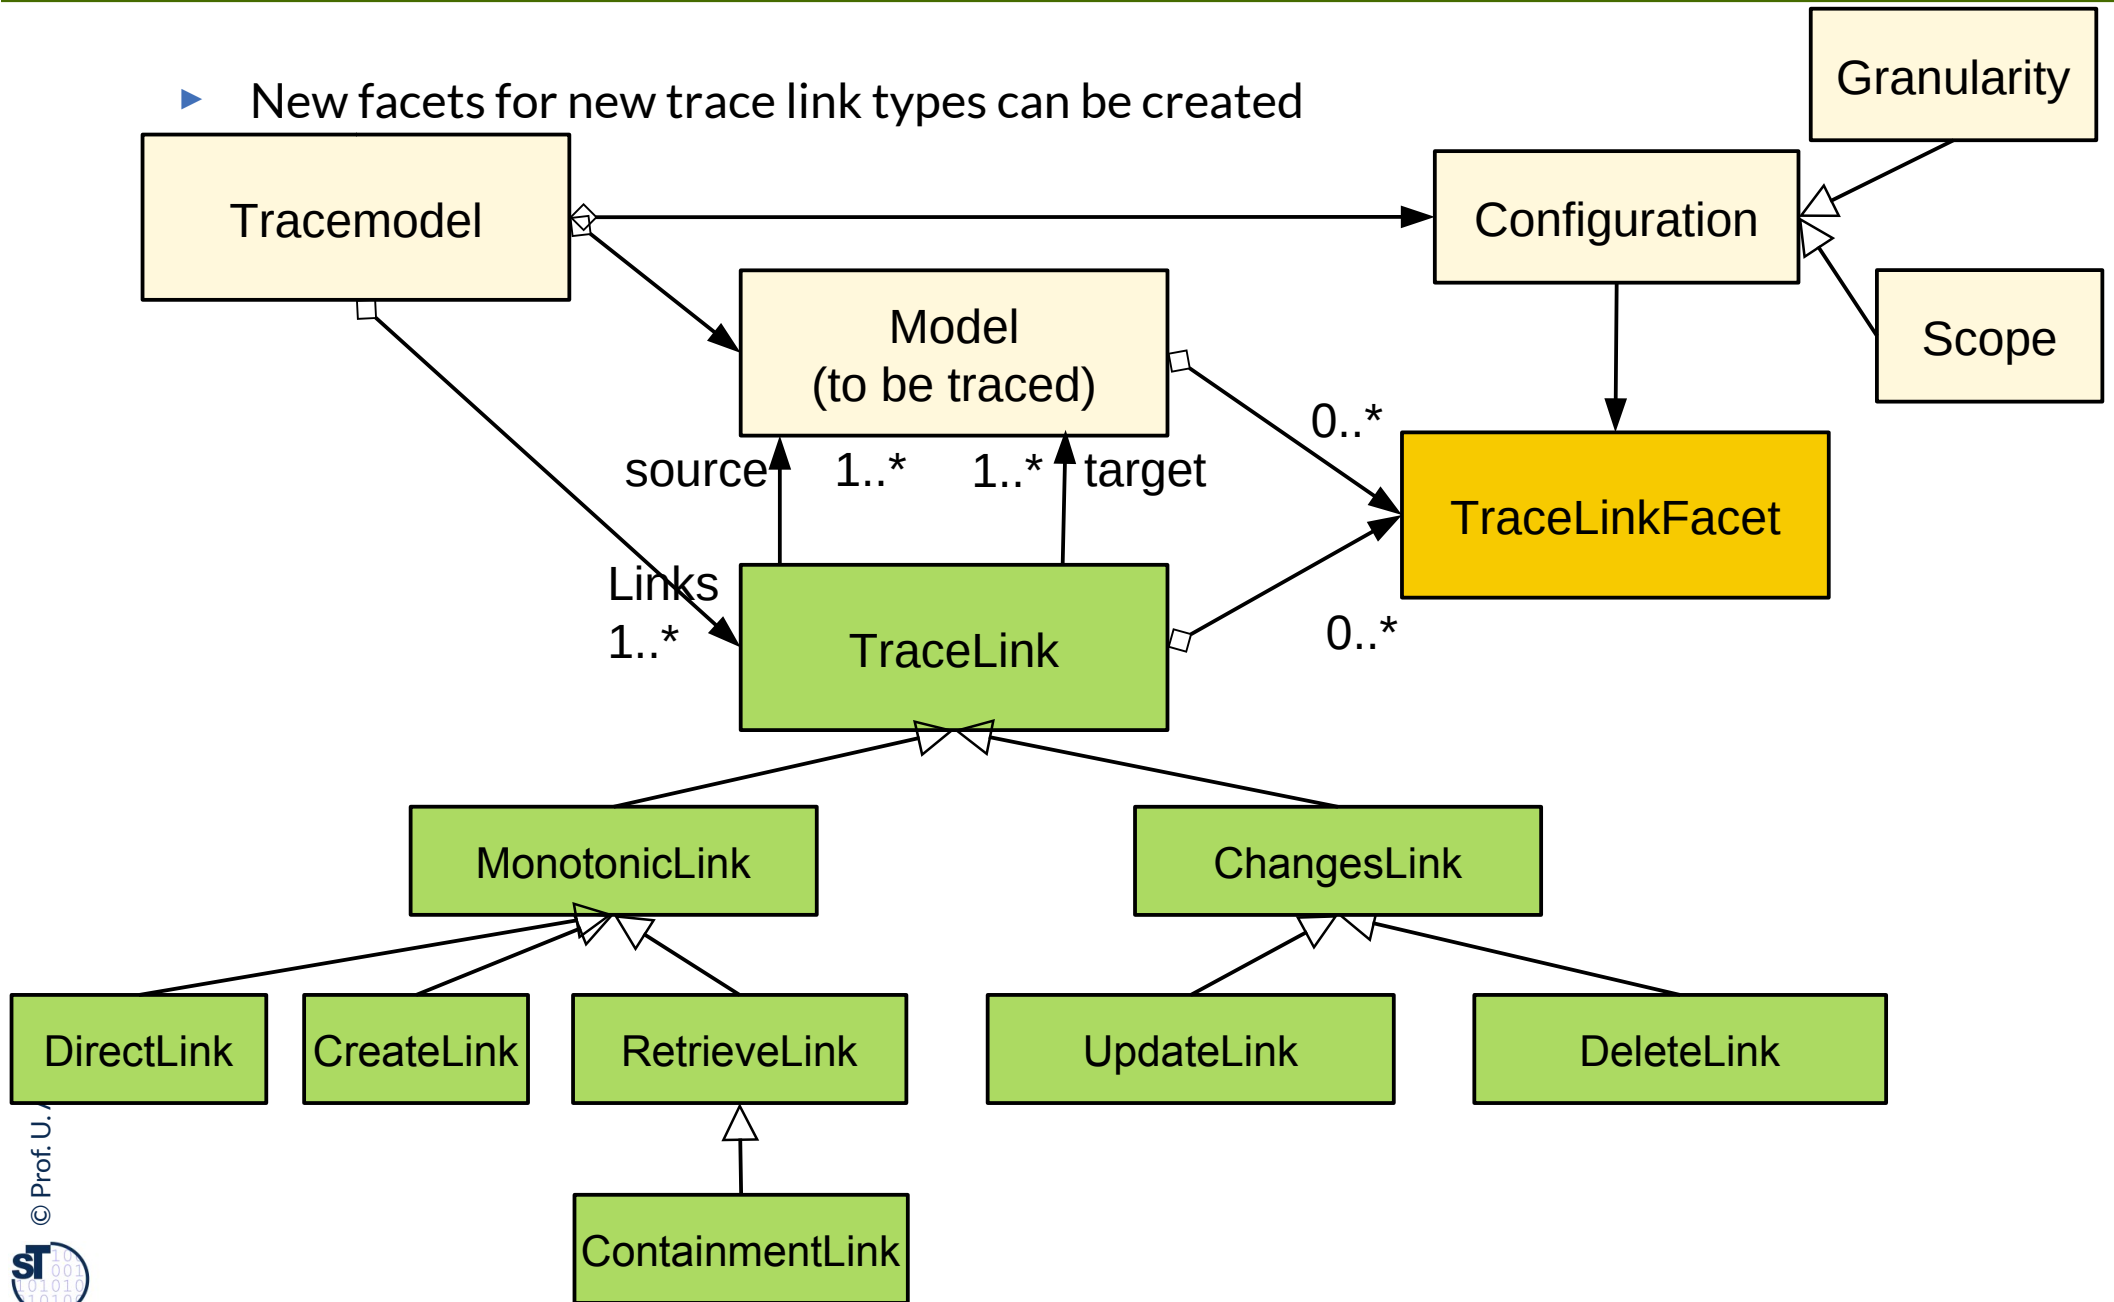 ► New facets for new trace link types can be created
Granularity
Tracemodel
Configuration
Model
(to be traced)
Scope
0..*
source
1..*
1..*
target
TraceLinkFacet
Links
1..*
TraceLink
0..*
MonotonicLink
ChangesLink
DirectLink
CreateLink
RetrieveLink
UpdateLink
DeleteLink
© Prof. U.
ContainmentLink
ST